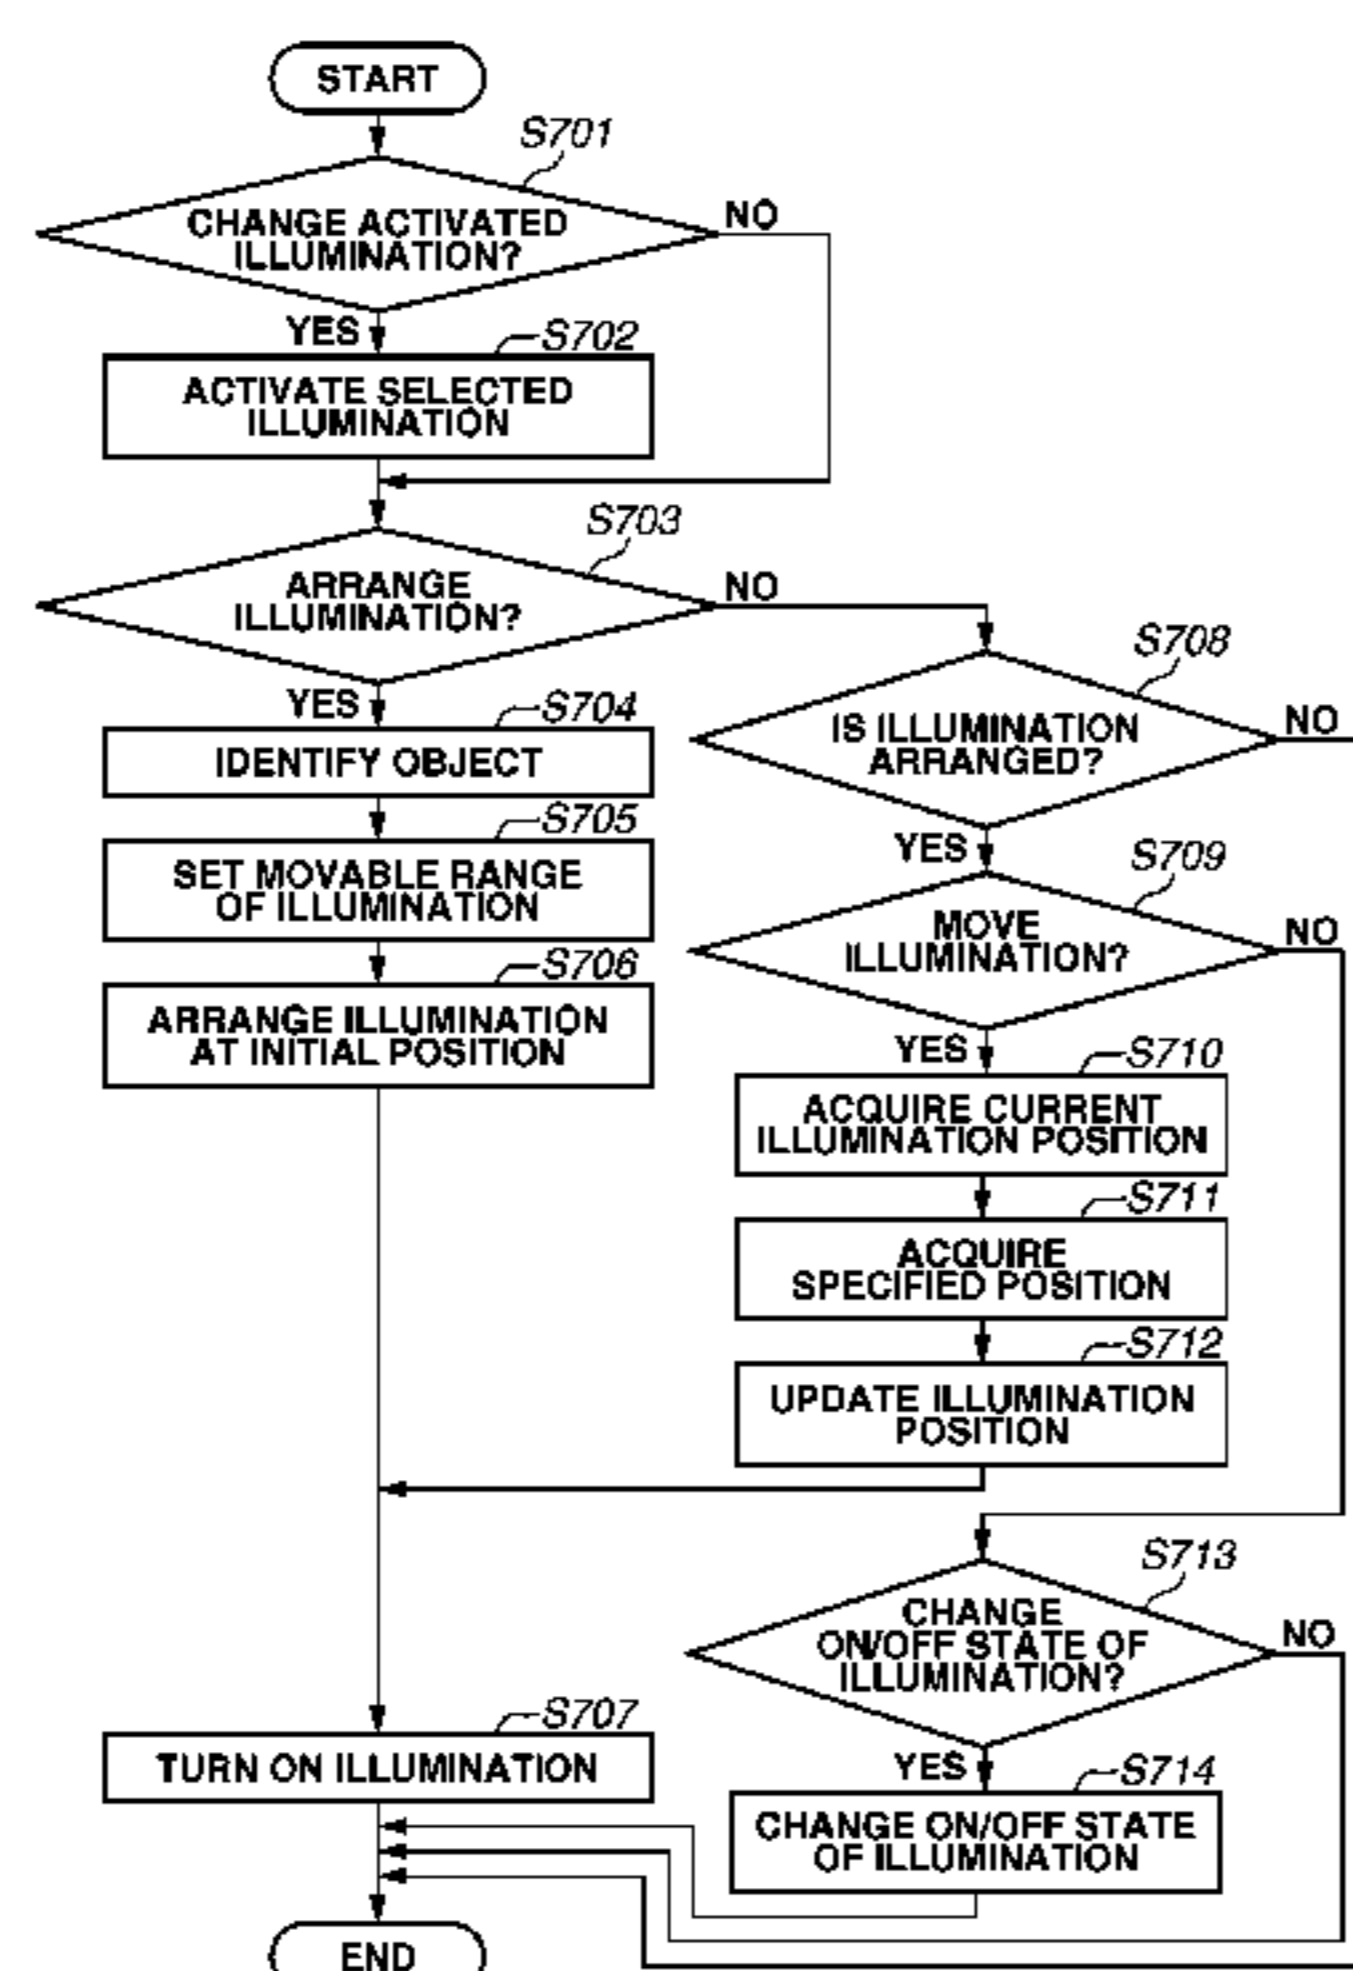 START
S701
CHANGE ACTIVATED
ILLUMINATION?
NO
YES
S702
ACTIVATE SELECTED
ILLUMINATION
S703
ARRANGE
ILLUMINATION?
NO
YES
S704
IDENTIFY OBJECT
S705
SET MOVABLE RANGE
OF ILLUMINATION
S706
ARRANGE ILLUMINATION
AT INITIAL POSITION
S708
IS ILLUMINATION
ARRANGED?
NO
YES
S709
MOVE
ILLUMINATION?
NO
YES
S710
ACQUIRE CURRENT
ILLUMINATION POSITION
S711
ACQUIRE
SPECIFIED POSITION
S712
UPDATE ILLUMINATION
POSITION
S713
CHANGE
ON/OFF STATE OF
ILLUMINATION?
NO
YES
S714
CHANGE ON/OFF STATE
OF ILLUMINATION
S707
TURN ON ILLUMINATION
END